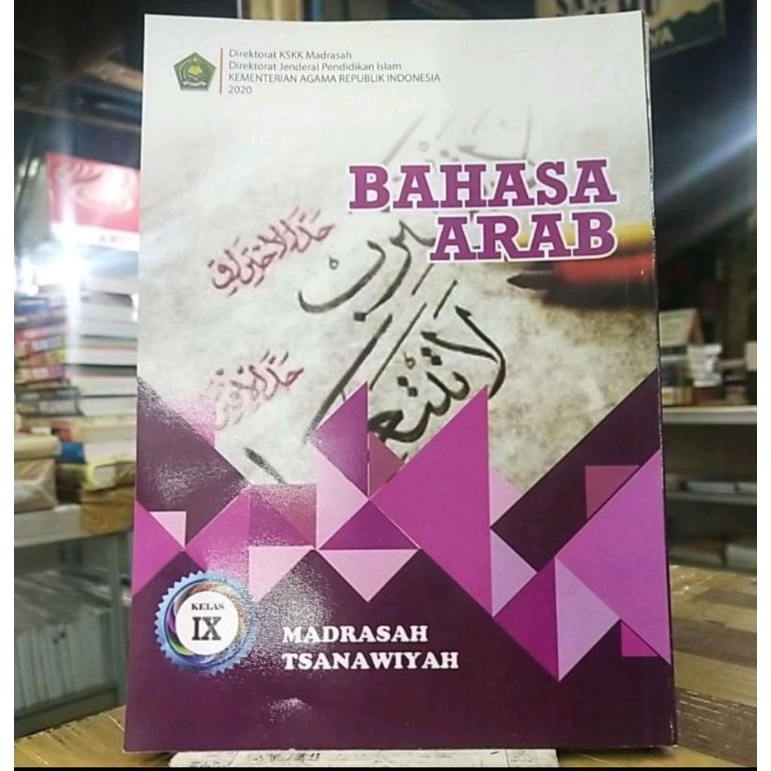 Direktorat KSKK Madrasah
Direktorat Jenderal Pendidikan Islam
KEMENTERIAN AGAMA REPUBLIK INDONESIA
2020
BAHASA
ARAB
KELAS
IX
MADRASAH
TSANAWIYAH